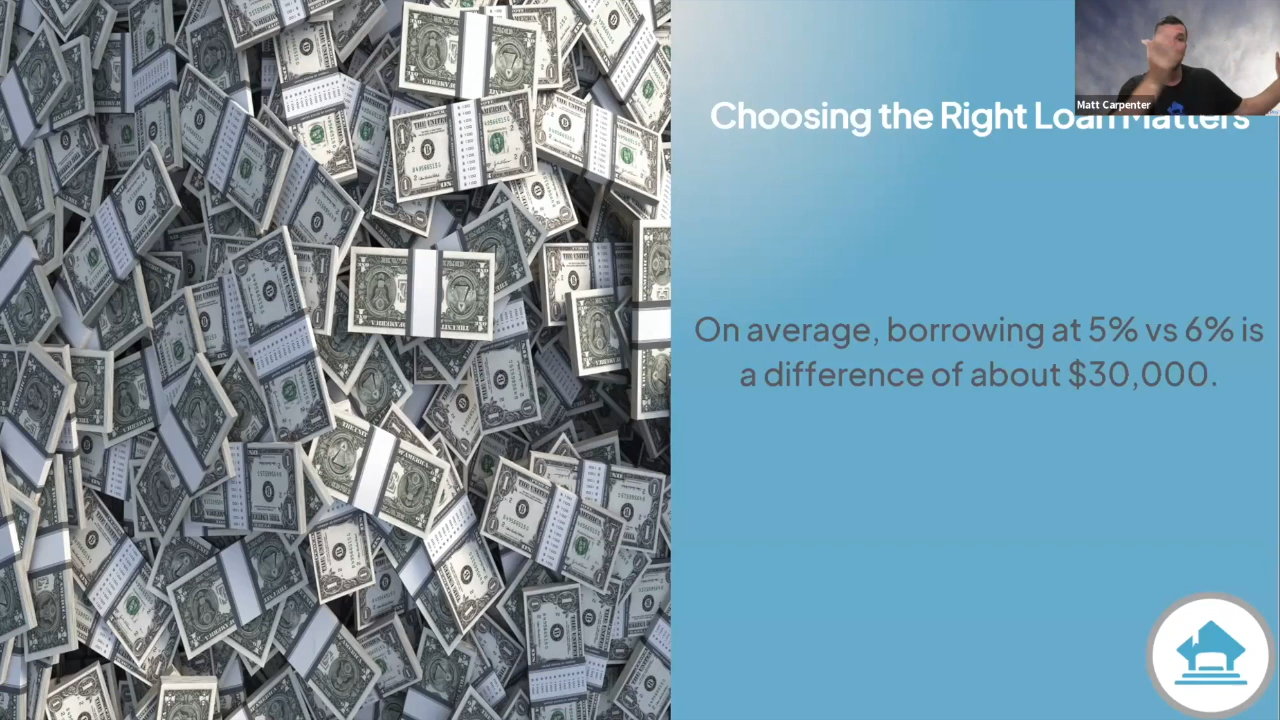 Matt Carpenter
Choosing the Right Loan Matters
On average, borrowing at 5% vs 6% is
a difference of about $30,000.